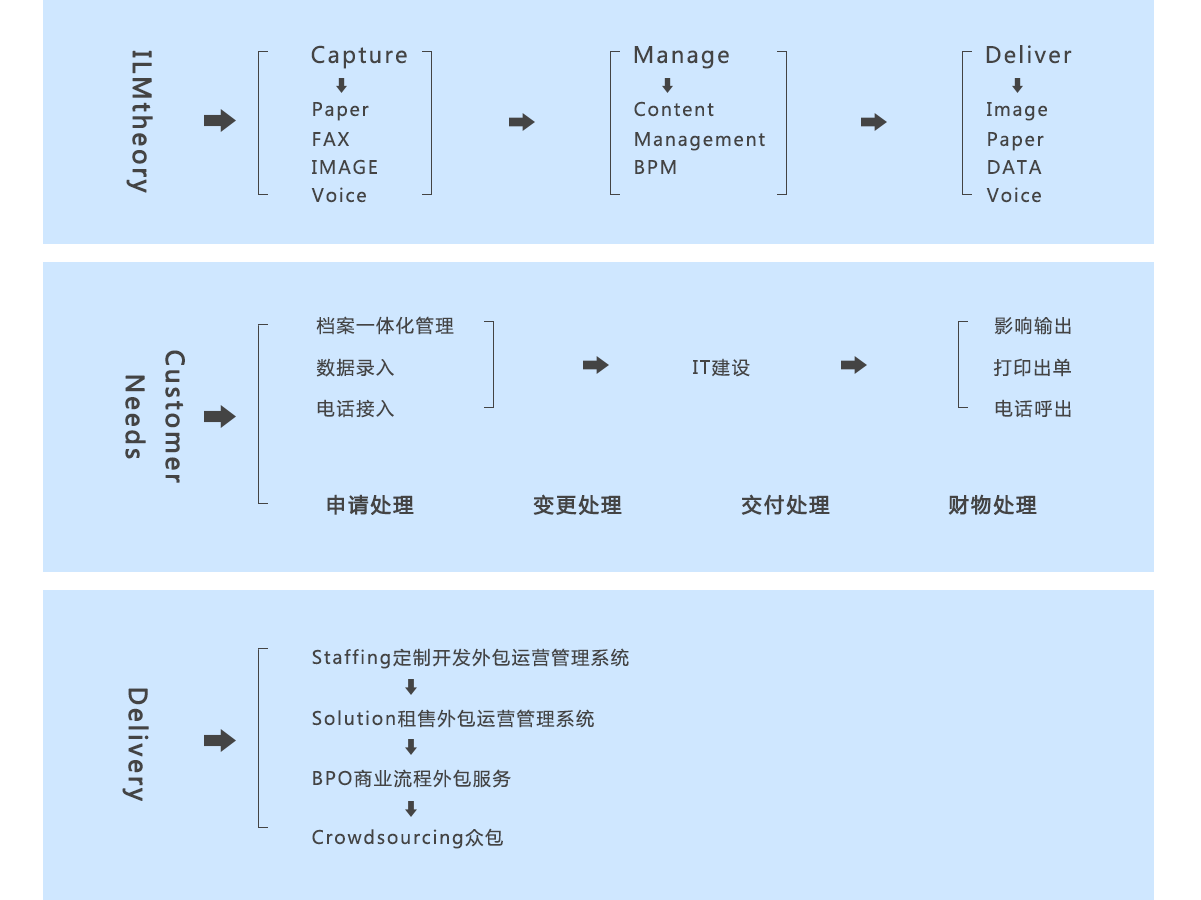 ILMtheory
Capture
Paper
FAX
IMAGE
Voice
Manage
Content
Management
BPM
Deliver
Image
Paper
DATA
Voice
Customer
Needs
档案一体化管理
数据录入
电话接入
IT建设
影响输出
打印出单
电话呼出
申请处理
变更处理
交付处理
财物处理
Delivery
Staffing定制开发外包运营管理系统
Solution租售外包运营管理系统
BPO商业流程外包服务
Crowdsourcing众包